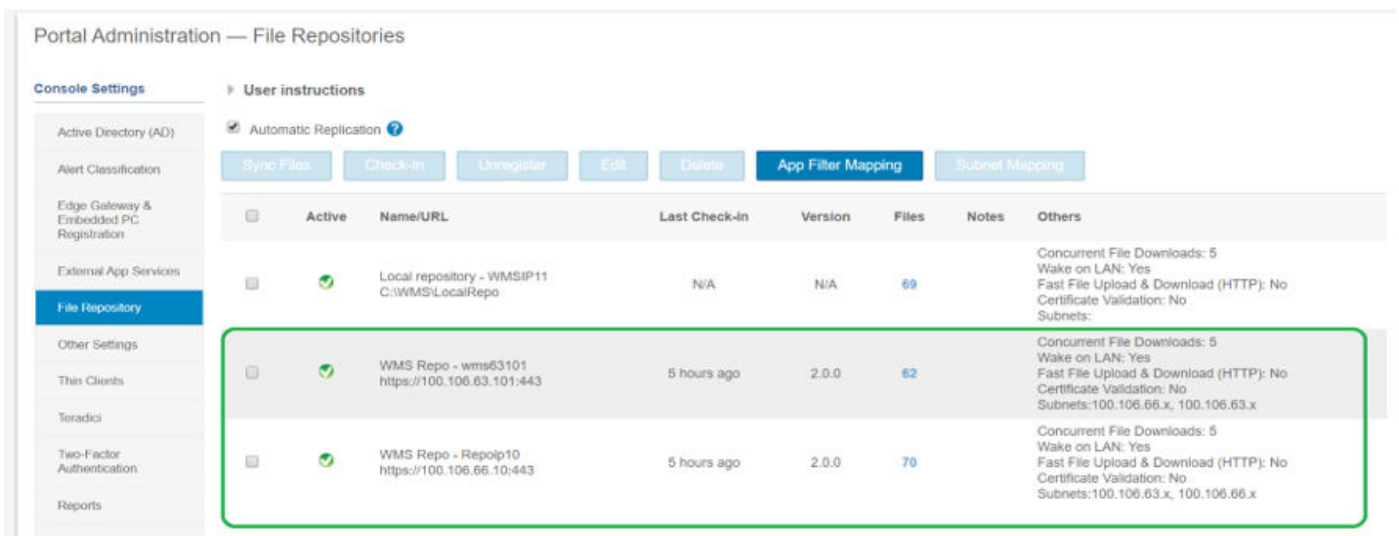 Portal Administration — File Repositories
Console Settings
Active Directory (AD)
Alert Classification
Edge Gateway &
Embedded PC
Registration
External App Services
File Repository
Other Settings
Thin Clients
Teradici
Two-Factor
Authentication
Reports
User instructions
Automatic Replication ?
Sync Files Check-In Unregister Edit Delete App Filter Mapping Subnet Mapping
Active Name/URL Last Check-in Version Files Notes Others
Local repository - WMSIP11
C:\WMS\LocalRepo
N/A N/A 69
Concurrent File Downloads: 5
Wake on LAN: Yes
Fast File Upload & Download (HTTP): No
Certificate Validation: No
Subnets:
WMS Repo - wms63101
https://100.106.63.101:443
5 hours ago 2.0.0 62
Concurrent File Downloads: 5
Wake on LAN: Yes
Fast File Upload & Download (HTTP): No
Certificate Validation: No
Subnets:100.106.66.x, 100.106.63.x
WMS Repo - Repoip10
https://100.106.66.10:443
5 hours ago 2.0.0 70
Concurrent File Downloads: 5
Wake on LAN: Yes
Fast File Upload & Download (HTTP): No
Certificate Validation: No
Subnets:100.106.63.x, 100.106.66.x